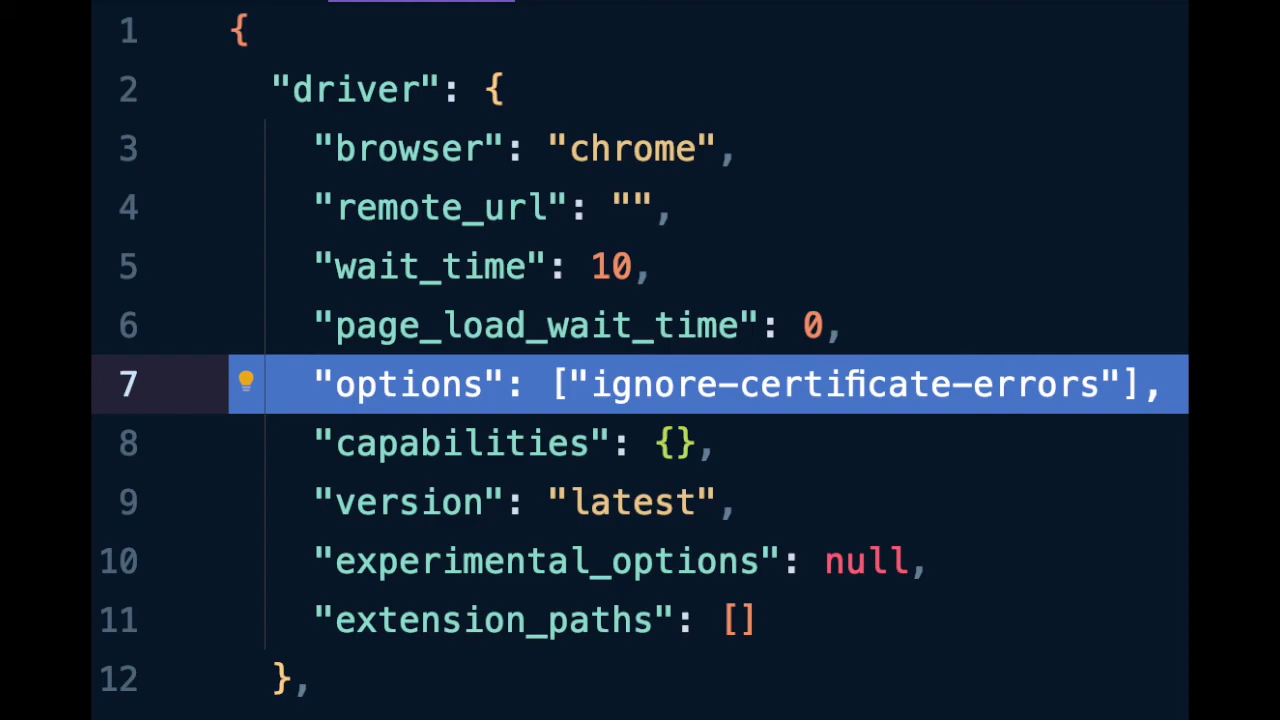 1 {
2 "driver": {
3 "browser": "chrome",
4 "remote_url": "",
5 "wait_time": 10,
6 "page_load_wait_time": 0,
7 "options": ["ignore-certificate-errors"],
8 "capabilities": {},
9 "version": "latest",
10 "experimental_options": null,
11 "extension_paths": []
12 },